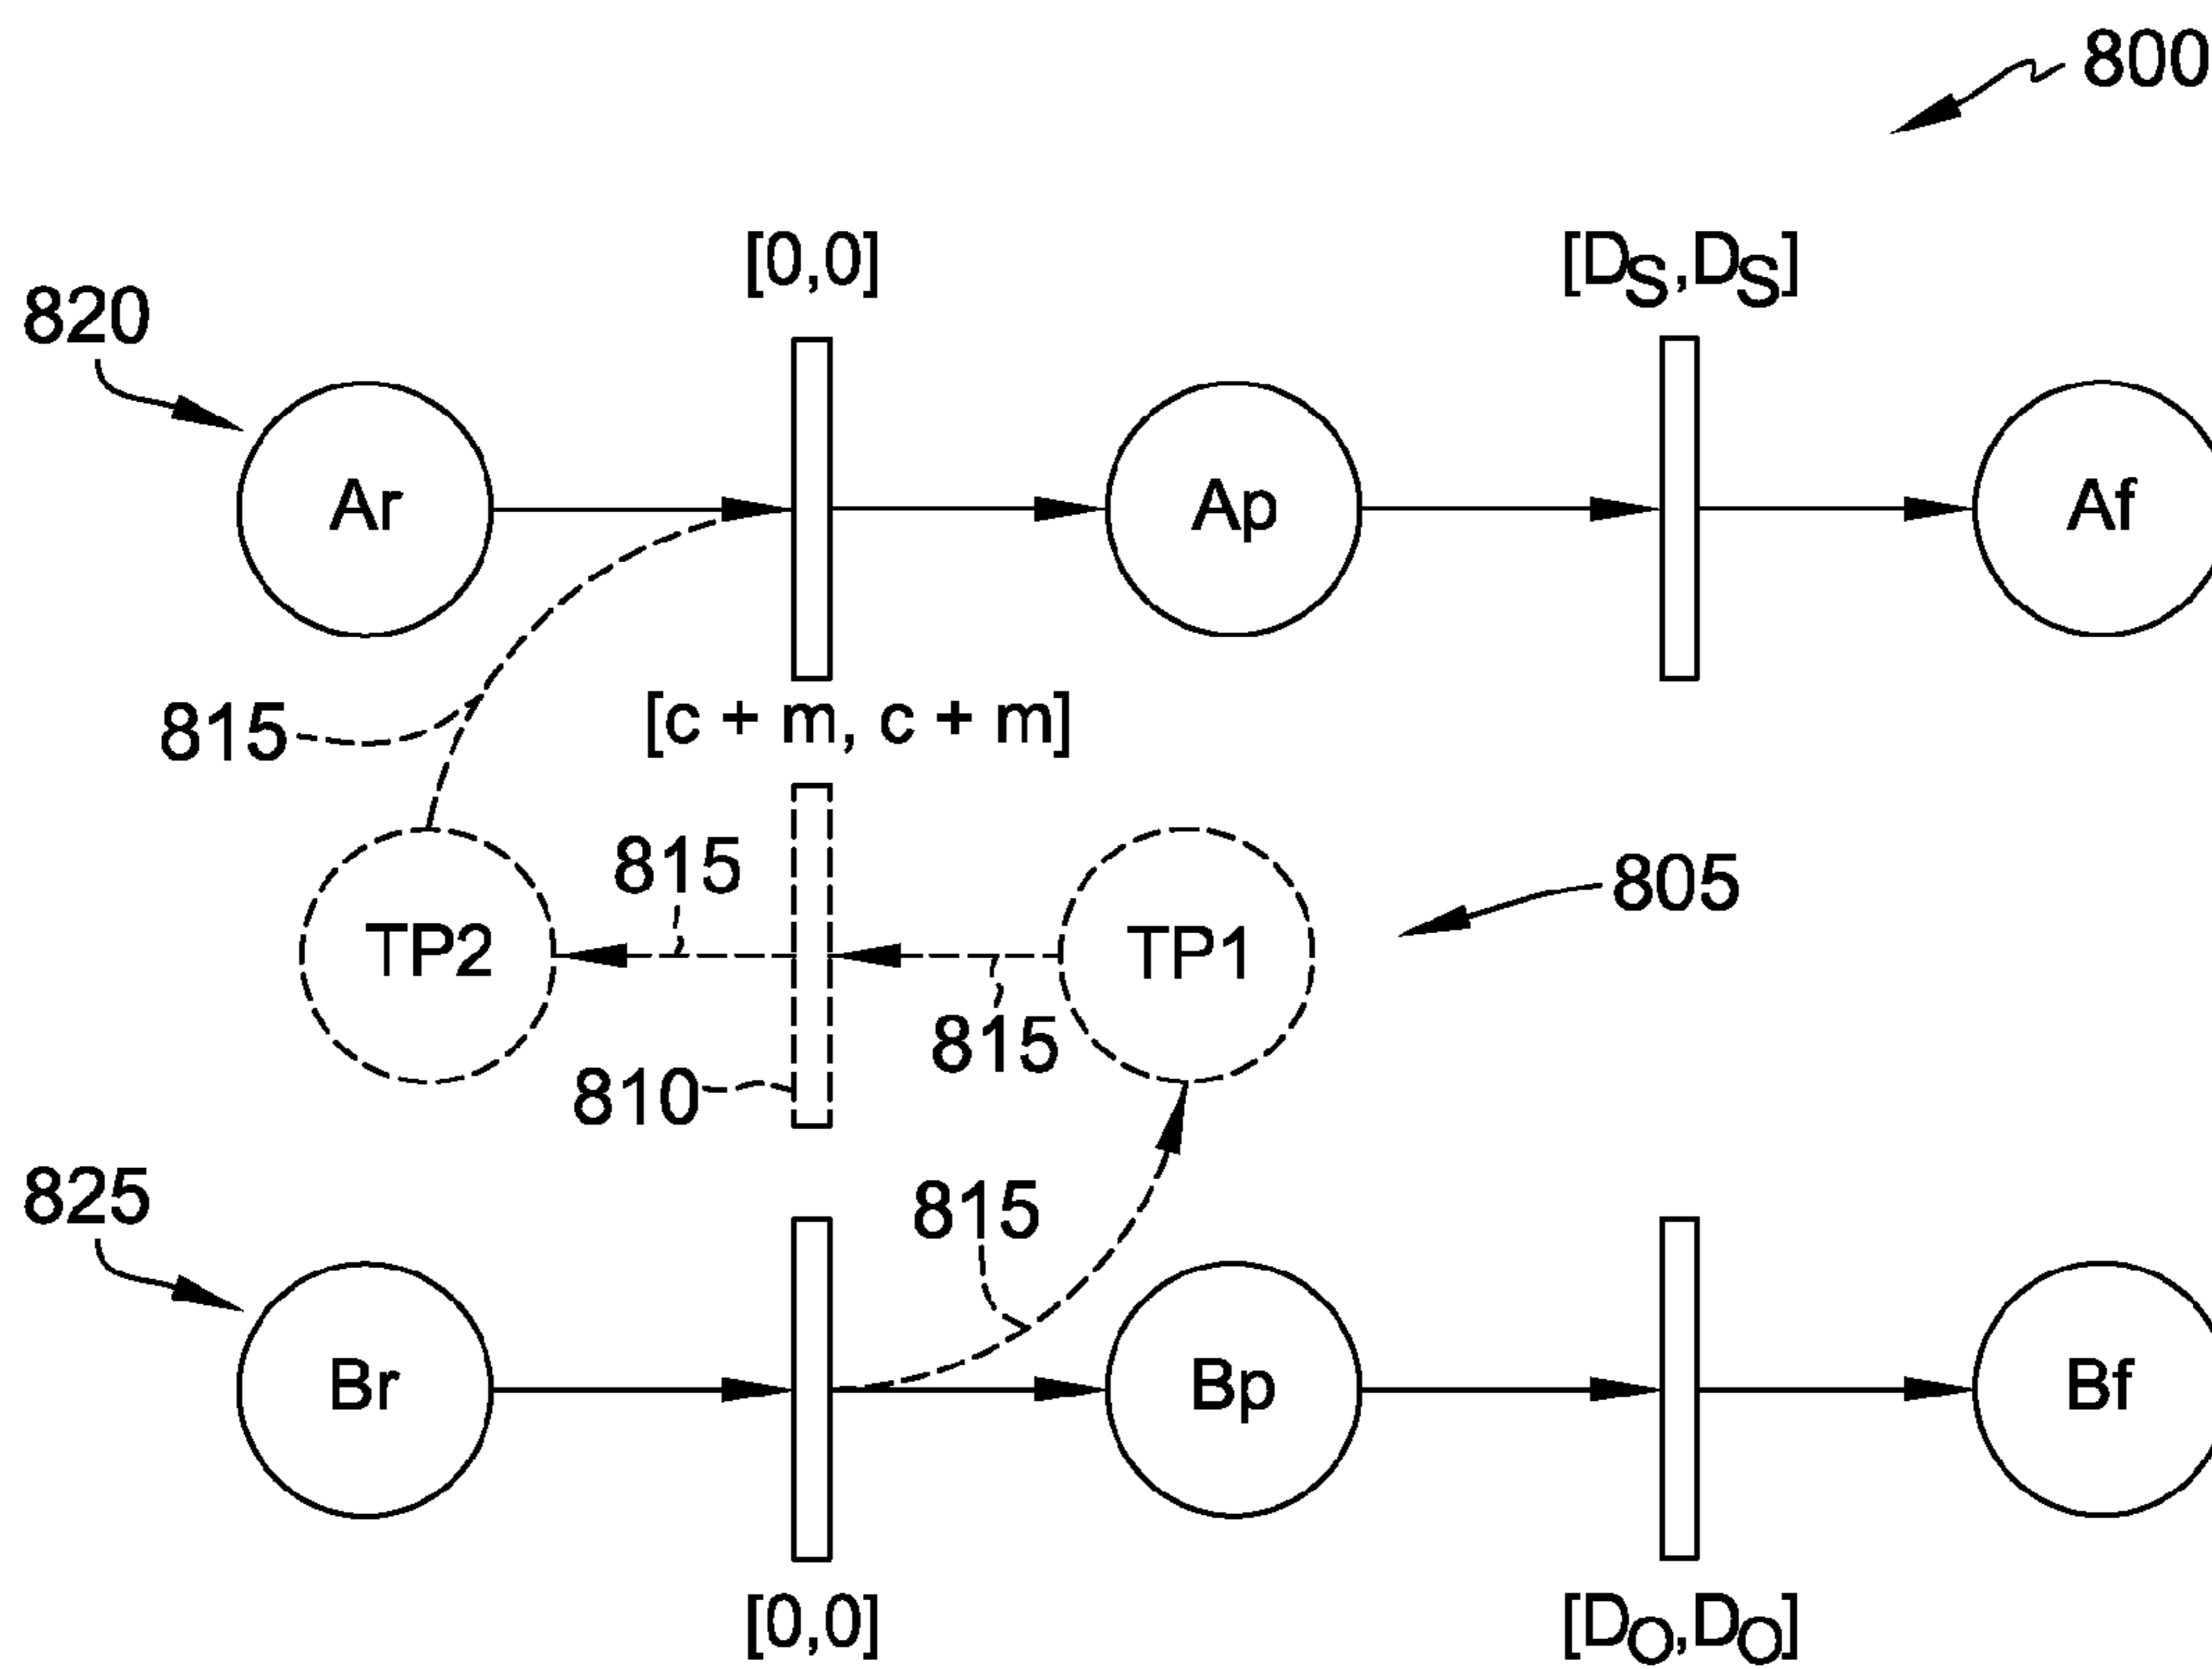 800
[0,0]
[DS,DS]
820
Ar
Ap
Af
815
[c + m, c + m]
815
805
TP2
TP1
815
810
825
815
Br
Bp
Bf
[0,0]
[DO,DO]